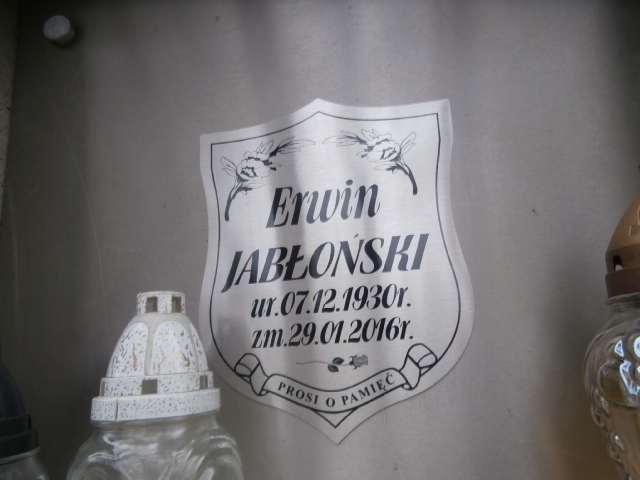 Erwin
JABŁOŃSKI
ur.07.12.1930r.
zm.29.01.2016r.
PROSI O PAMIĘĆ